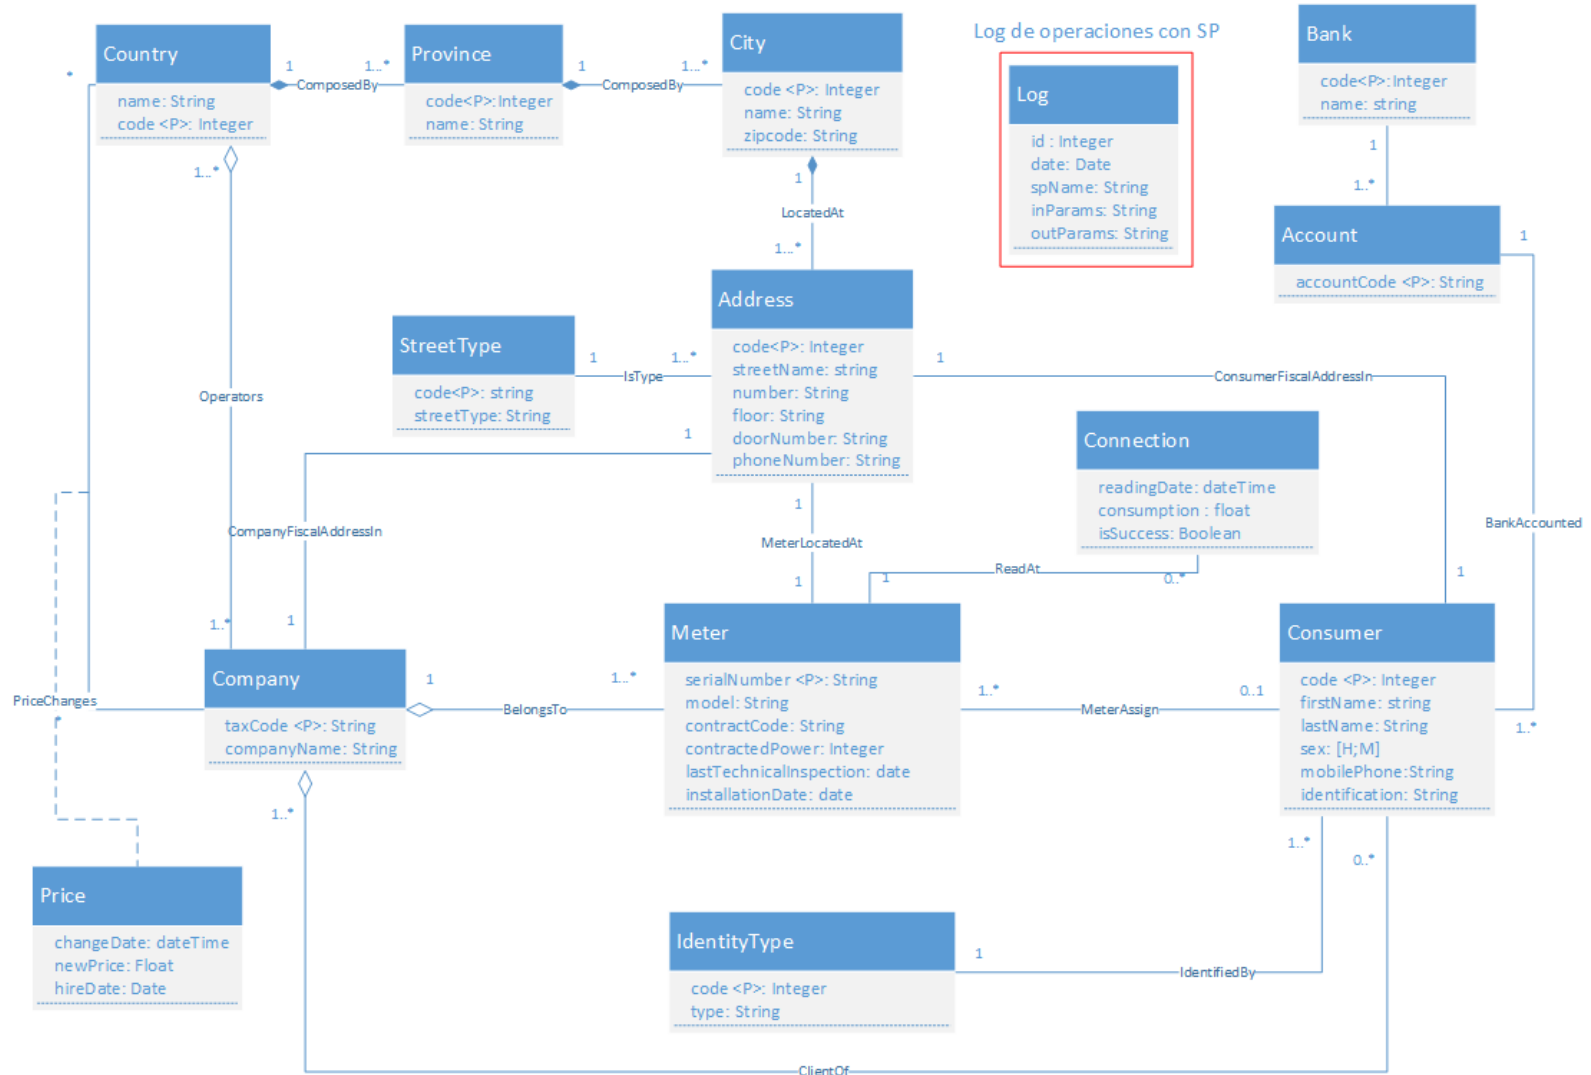 Log de operaciones con SP
Country
name: String
code <P>: Integer
*
1
1...*
ComposedBy
Province
code<P>:Integer
name: String
1
1...*
ComposedBy
City
code <P>: Integer
name: String
zipcode: String
Log
id : Integer
date: Date
spName: String
inParams: String
outParams: String
Bank
code<P>:Integer
name: string
1
1..*
Account
accountCode <P>: String
1
1...*
Operators
1..*
1
LocatedAt
1...*
Address
code<P>: Integer
streetName: string
number: String
floor: String
doorNumber: String
phoneNumber: String
StreetType
code<P>: string
streetType: String
1
1...*
IsType
1
ConsumerFiscalAddressIn
1
1
CompanyFiscalAddressIn
1
1
MeterLocatedAt
1
Connection
readingDate: dateTime
consumption : float
isSuccess: Boolean
ReadAt
1
0..*
BankAccounted
1..*
PriceChanges
*
Company
taxCode <P>: String
companyName: String
1
1...*
BelongsTo
Meter
serialNumber <P>: String
model: String
contractCode: String
contractedPower: Integer
lastTechnicalInspection: date
installationDate: date
1..*
0..1
MeterAssign
Consumer
code <P>: Integer
firstName: string
lastName: String
sex: [H;M]
mobilePhone:String
identification: String
1..*
1..*
0..*
Price
changeDate: dateTime
newPrice: Float
hireDate: Date
IdentityType
code <P>: Integer
type: String
1
IdentifiedBy
ClientOf